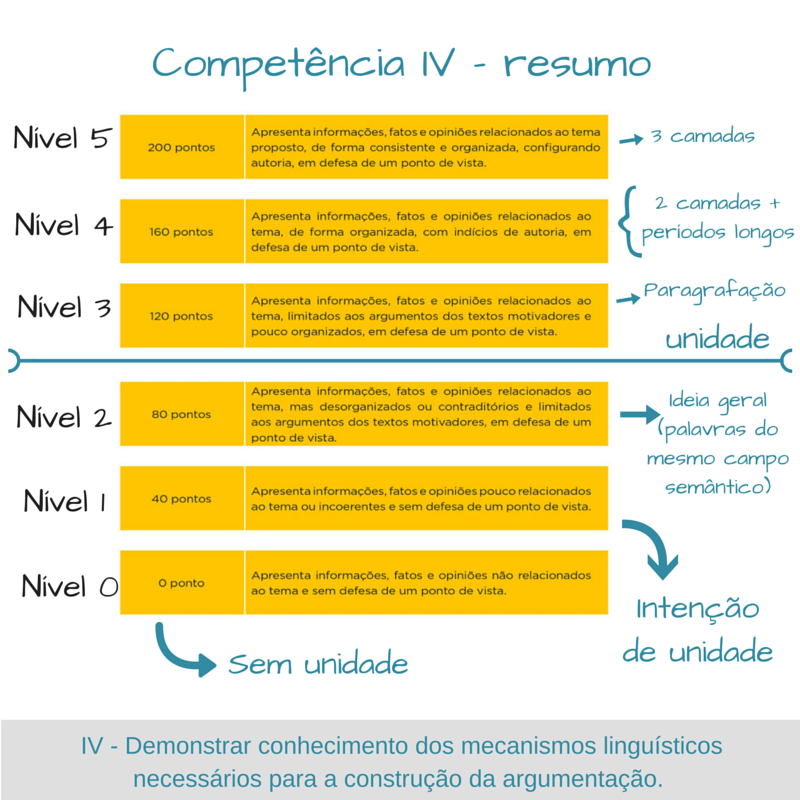 Competência IV - resumo
Nível 5
200 pontos
Apresenta informações, fatos e opiniões relacionados ao tema
proposto, de forma consistente e organizada, configurando
autoria, em defesa de um ponto de vista.
3 camadas
Nível 4
160 pontos
Apresenta informações, fatos e opiniões relacionados ao
tema, de forma organizada, com indícios de autoria, em
defesa de um ponto de vista.
2 camadas +
períodos longos
Nível 3
120 pontos
Apresenta informações, fatos e opiniões relacionados ao
tema, limitados aos argumentos dos textos motivadores e
pouco organizados, em defesa de um ponto de vista.
Paragrafação
unidade
Nível 2
80 pontos
Apresenta informações, fatos e opiniões relacionados ao
tema, mas desorganizados ou contraditórios e limitados
aos argumentos dos textos motivadores, em defesa de um
ponto de vista.
Ideia geral
(palavras do
mesmo campo
semântico)
Nível 1
40 pontos
Apresenta informações, fatos e opiniões pouco relacionados
ao tema ou incoerentes e sem defesa de um ponto de vista.
Intenção
de unidade
Nível 0
0 ponto
Apresenta informações, fatos e opiniões não relacionados
ao tema e sem defesa de um ponto de vista.
Sem unidade
IV - Demonstrar conhecimento dos mecanismos linguísticos
necessários para a construção da argumentação.